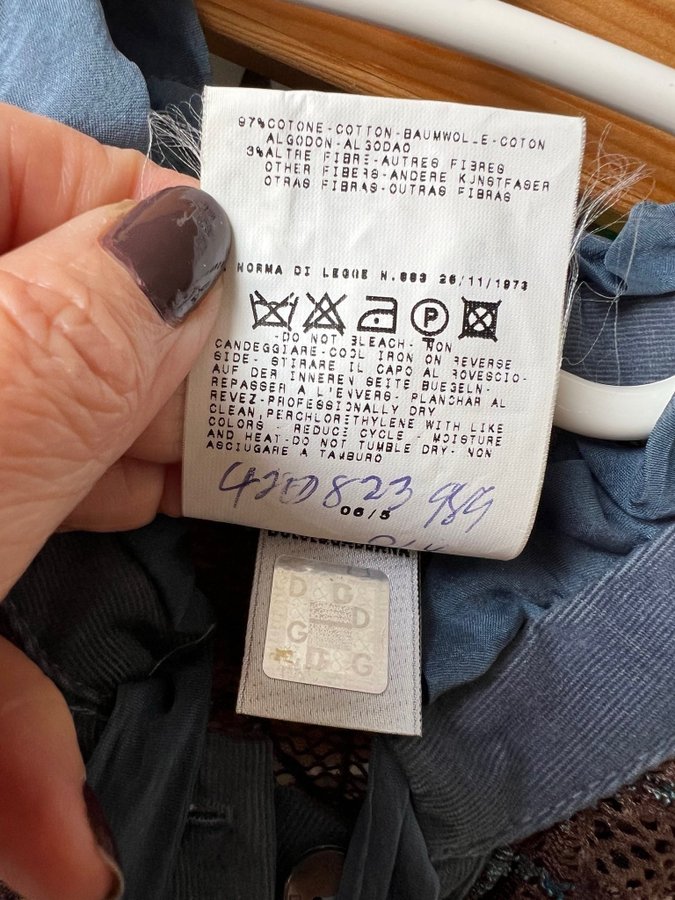 97%COTONE-COTTON-BAUMWOLLE-COTON
ALGODON-ALGODAO
3%ALTRE FIBRE-AUTRES FIBRES
OTHER FIBERS-ANDERE KUNSTFASER
OTRAS FIBRAS-OUTRAS FIBRAS
NORMA DI LEGGE N.883 26/11/1973
P
-DO NOT BLEACH- NON
CANDEGGIARE-COOL IRON ON REVERSE
SIDE- STIRARE IL CAPO AL ROVESCIO-
AUF DER INNEREN SEITE BUEGELN-
REPASSER A L'ENVERS- PLANCHAR AL
REVEZ-PROFESSIONALLY DRY
CLEAN,PERCHLORETHYLENE WITH LIKE
COLORS - REDUCE CYCLE - MOISTURE
AND HEAT-DO NOT TUMBLE DRY- NON
ASCIUGARE A TAMBURO
823 989
06/5
D&G
G D
D&G